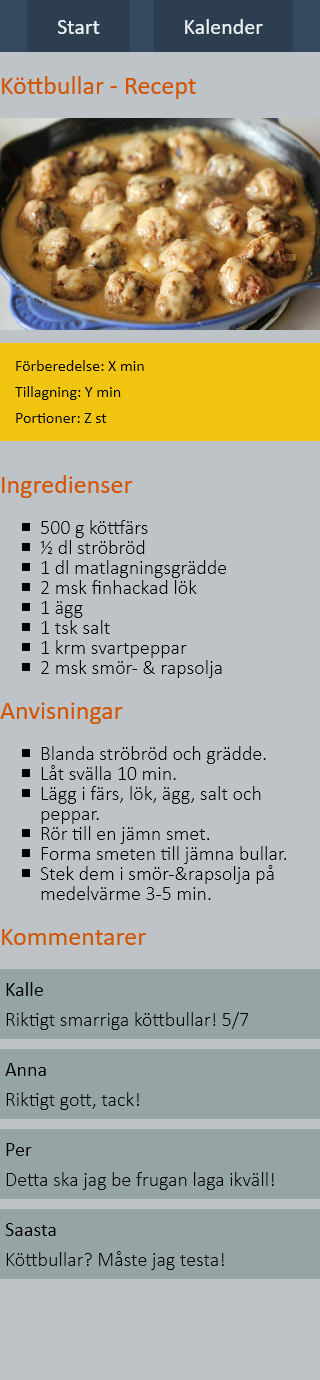 Start Kalender
Köttbullar - Recept
Förberedelse: X min
Tillagning: Y min
Portioner: Z st
Ingredienser
500 g köttfärs
½ dl ströbröd
1 dl matlagningsgrädde
2 msk finhackad lök
1 ägg
1 tsk salt
1 krm svartpeppar
2 msk smör- & rapsolja
Anvisningar
Blanda ströbröd och grädde.
Låt svälla 10 min.
Lägg i färs, lök, ägg, salt och
peppar.
Rör till en jämn smet.
Forma smeten till jämna bullar.
Stek dem i smör-&rapsolja på
medelvärme 3-5 min.
Kommentarer
Kalle
Riktigt smarriga köttbullar! 5/7
Anna
Riktigt gott, tack!
Per
Detta ska jag be frugan laga ikväll!
Saasta
Köttbullar? Måste jag testa!